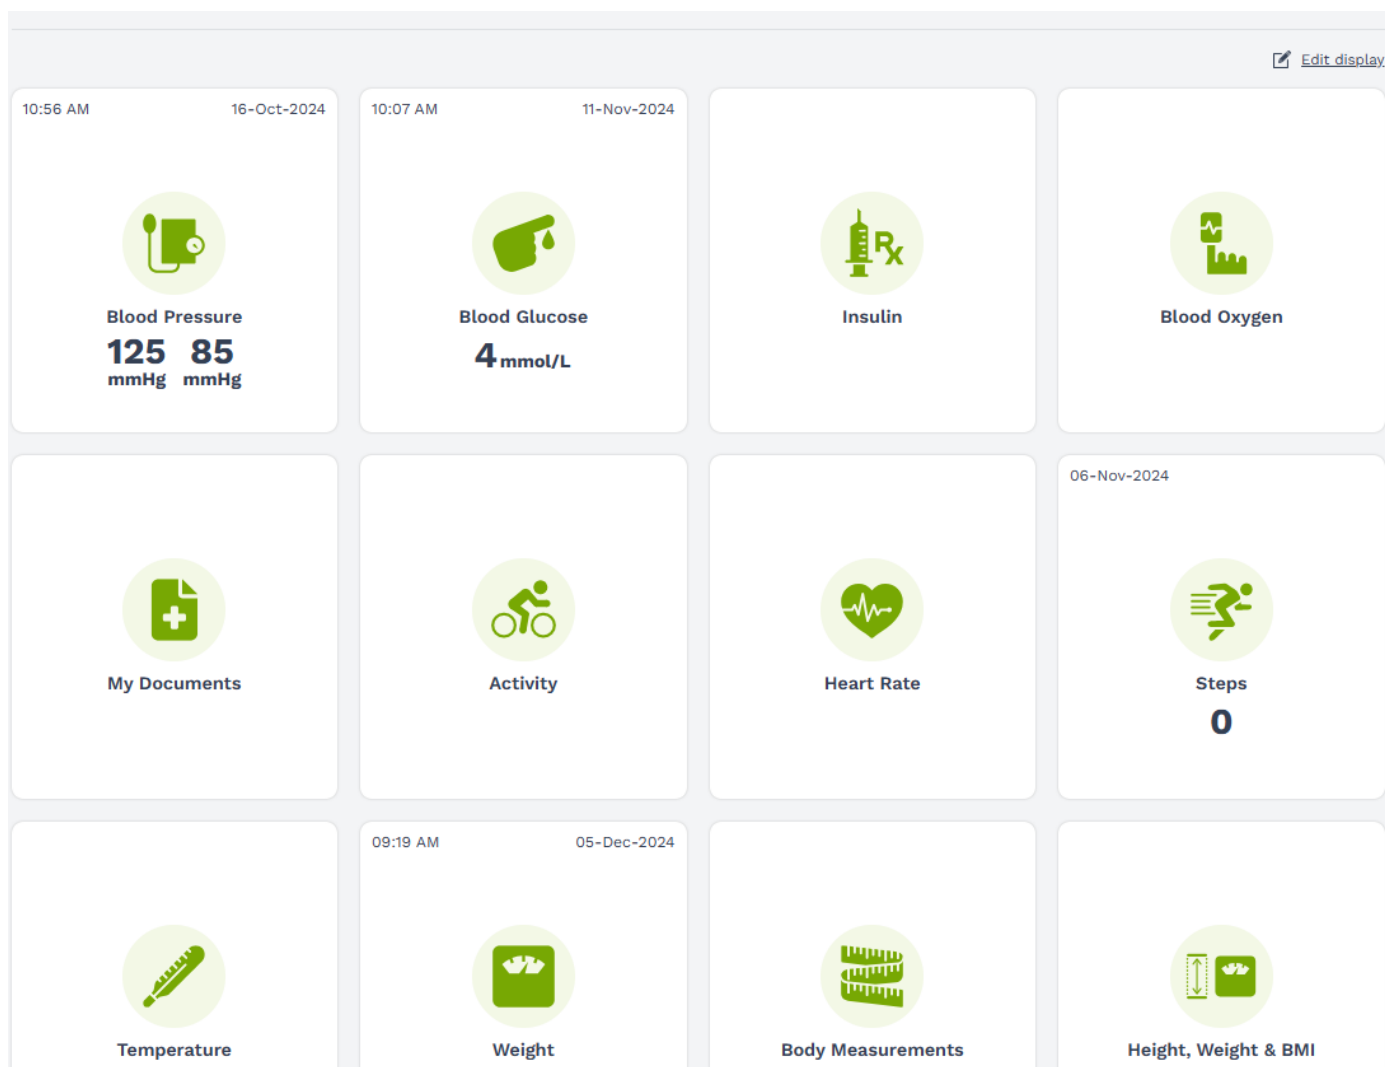 Edit display
10:56 AM 16-Oct-2024
Blood Pressure
125 85
mmHg mmHg
10:07 AM 11-Nov-2024
Blood Glucose
4 mmol/L
Rx
Insulin
Blood Oxygen
My Documents
Activity
Heart Rate
06-Nov-2024
Steps
0
Temperature
09:19 AM 05-Dec-2024
Weight
Body Measurements
Height, Weight & BMI